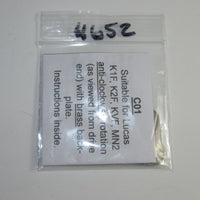 4652
C01
Suitable for Lucas
K1F, K2F, KVF, MN2
anti-clockwise rotation
(as viewed from drive
end) with brass back-
plate.
Instructions inside.